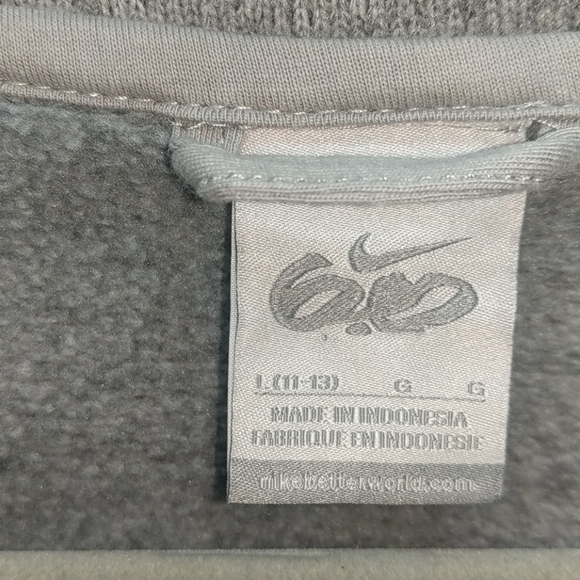 6.0
L (11-13) G G
MADE IN INDONESIA
FABRIQUE EN INDONESIE
nikebetterworld.com